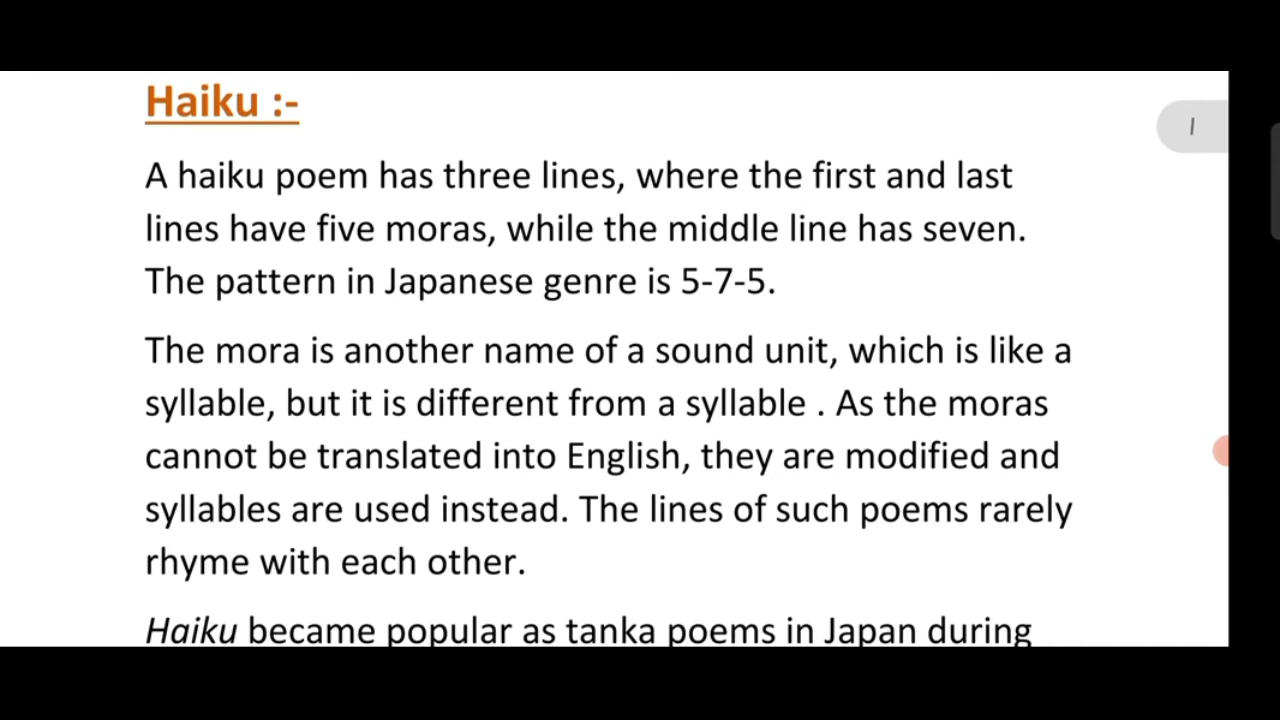 Haiku :-
A haiku poem has three lines, where the first and last
lines have five moras, while the middle line has seven.
The pattern in Japanese genre is 5-7-5.
The mora is another name of a sound unit, which is like a
syllable, but it is different from a syllable . As the moras
cannot be translated into English, they are modified and
syllables are used instead. The lines of such poems rarely
rhyme with each other.
Haiku became popular as tanka poems in Japan during